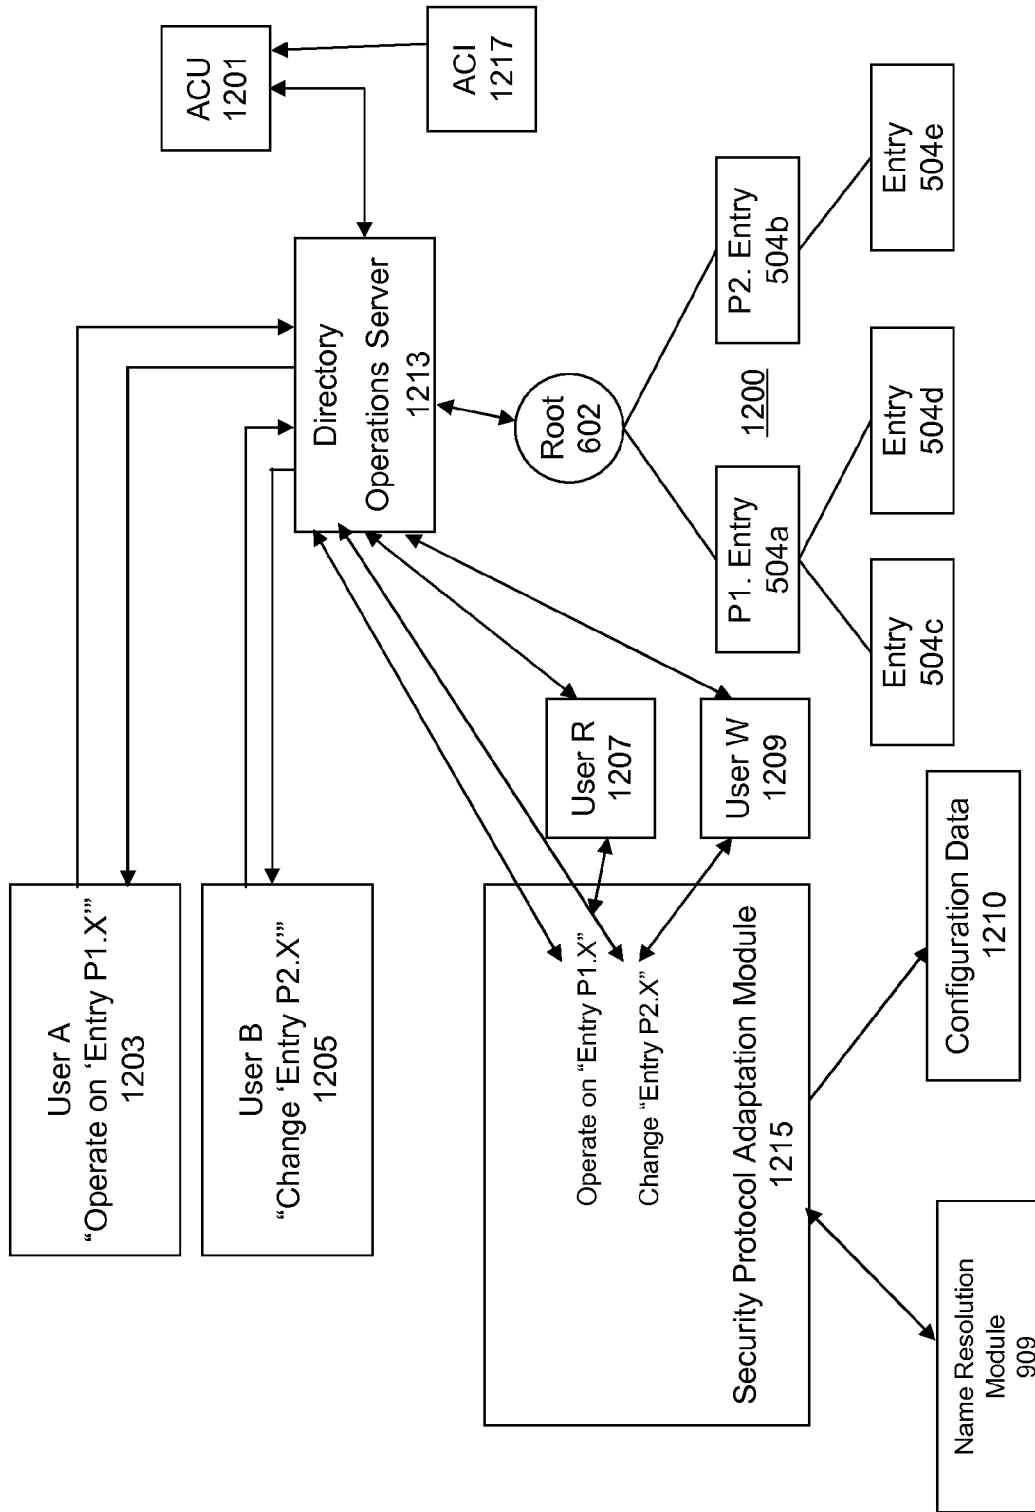 User A
“Operate on ‘Entry P1.X’”
1203
User B
“Change ‘Entry P2.X’”
1205
Operate on “Entry P1.X”
Change “Entry P2.X”
Security Protocol Adaptation Module
1215
Name Resolution
Module
909
Configuration Data
1210
User R
1207
User W
1209
Directory
Operations Server
1213
ACU
1201
ACI
1217
Root
602
1200
P1. Entry
504a
P2. Entry
504b
Entry
504c
Entry
504d
Entry
504e